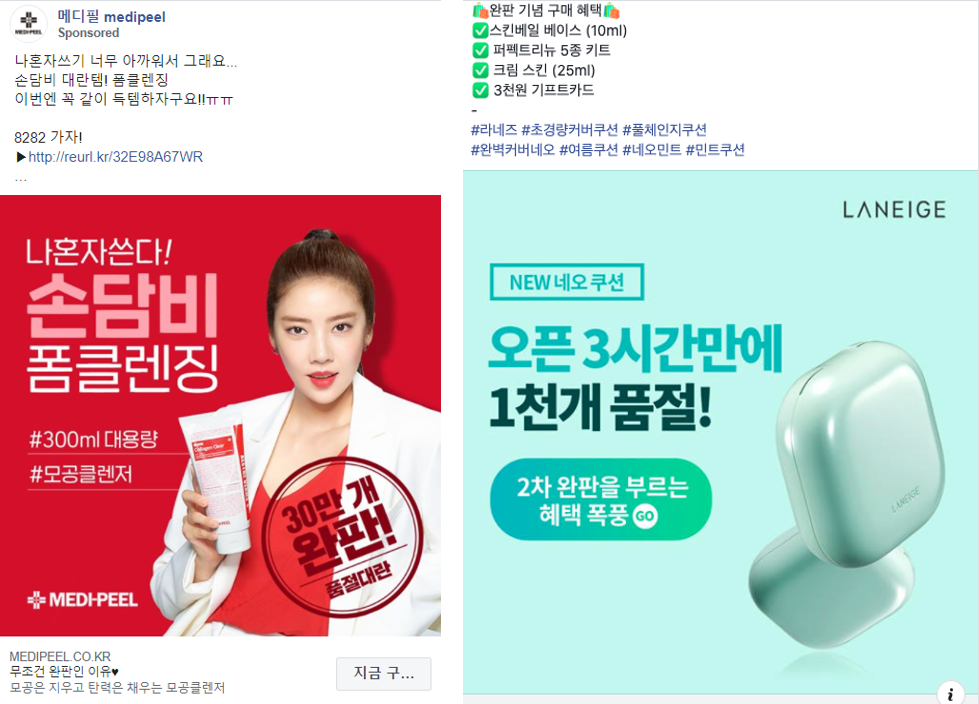 메디필 medipeel
Sponsored
나혼자쓰기 너무 아까워서 그래요...
손담비 대란템! 폼클렌징
이번엔 꼭 같이 득템하자구요!!ㅠㅠ
8282 가자!
▶http://reurl.kr/32E98A67WR
...
나혼자쓴다!
손담비
폼클렌징
#300ml 대용량
#모공클렌저
30만 개
완판!
품절대란
MEDI-PEEL
MEDIPEEL.CO.KR
무조건 완판인 이유♥
모공은 지우고 탄력은 채우는 모공클렌저
지금 구...
🛍️완판 기념 구매 혜택🛍️
✅스킨베일 베이스 (10ml)
✅ 퍼펙트리뉴 5종 키트
✅ 크림 스킨 (25ml)
✅ 3천원 기프트카드
-
#라네즈 #초경량커버쿠션 #풀체인지쿠션
#완벽커버네오 #여름쿠션 #네오민트 #민트쿠션
LANEIGE
NEW 네오 쿠션
오픈 3시간만에
1천개 품절!
2차 완판을 부르는
혜택 폭풍 GO
LANEIGE